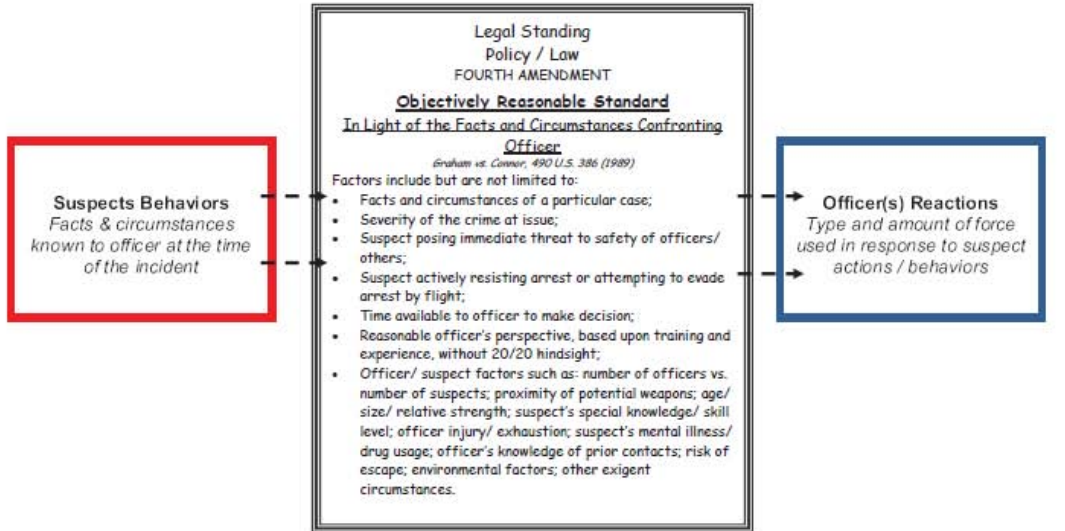 Suspects Behaviors
Facts & circumstances
known to officer at the time
of the incident
Legal Standing
Policy / Law
FOURTH AMENDMENT
Objectively Reasonable Standard
In Light of the Facts and Circumstances Confronting
Officer
Graham vs. Connor, 490 U.S. 386 (1989)
Factors include but are not limited to:
• Facts and circumstances of a particular case;
• Severity of the crime at issue;
• Suspect posing immediate threat to safety of officers/
others;
• Suspect actively resisting arrest or attempting to evade
arrest by flight;
• Time available to officer to make decision;
• Reasonable officer's perspective, based upon training and
experience, without 20/20 hindsight;
• Officer/ suspect factors such as: number of officers vs.
number of suspects; proximity of potential weapons; age/
size/ relative strength; suspect's special knowledge/ skill
level; officer injury/ exhaustion; suspect's mental illness/
drug usage; officer's knowledge of prior contacts; risk of
escape; environmental factors; other exigent
circumstances.
Officer(s) Reactions
Type and amount of force
used in response to suspect
actions / behaviors